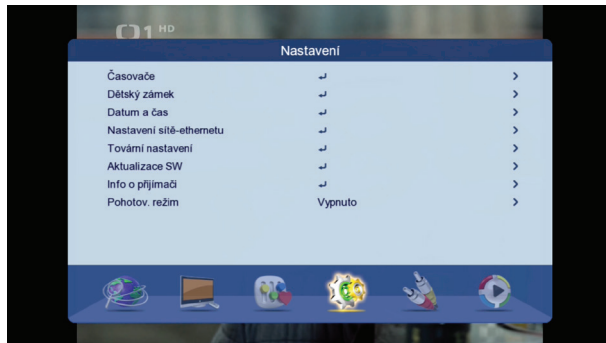 1 HD
Nastavení
Časovače
Dětský zámek
Datum a čas
Nastavení sítě-ethernetu
Tovární nastavení
Aktualizace SW
Info o přijímači
Pohotov. režim Vypnuto